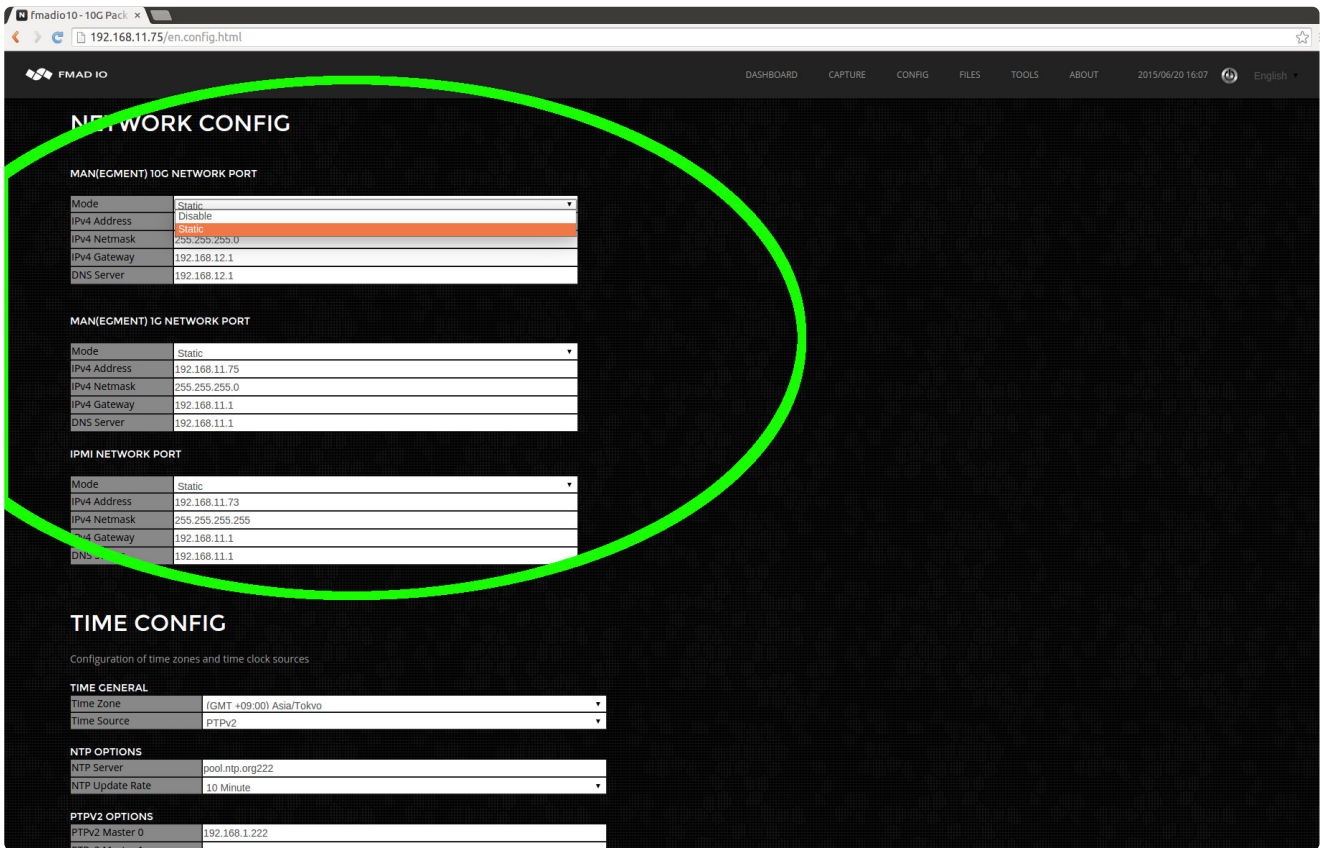 fmadio10 - 10G Pack ×
192.168.11.75/en.config.html
FMAD IO DASHBOARD CAPTURE CONFIG FILES TOOLS ABOUT 2015/06/20 16:07 English
NETWORK CONFIG
MAN(EGMENT) 10G NETWORK PORT
Mode Static
Disable
IPv4 Address Static
IPv4 Netmask 255.255.255.0
IPv4 Gateway 192.168.12.1
DNS Server 192.168.12.1
MAN(EGMENT) 1G NETWORK PORT
Mode Static
IPv4 Address 192.168.11.75
IPv4 Netmask 255.255.255.0
IPv4 Gateway 192.168.11.1
DNS Server 192.168.11.1
IPMI NETWORK PORT
Mode Static
IPv4 Address 192.168.11.73
IPv4 Netmask 255.255.255.255
IPv4 Gateway 192.168.11.1
DNS 192.168.11.1
TIME CONFIG
Configuration of time zones and time clock sources
TIME GENERAL
Time Zone (GMT +09:00) Asia/Tokyo
Time Source PTPv2
NTP OPTIONS
NTP Server pool.ntp.org222
NTP Update Rate 10 Minute
PTPV2 OPTIONS
PTPv2 Master 0 192.168.1.222